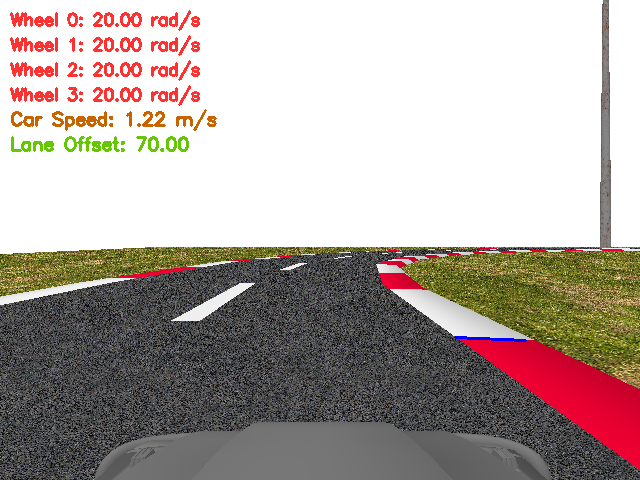 Wheel 0: 20.00 rad/s
Wheel 1: 20.00 rad/s
Wheel 2: 20.00 rad/s
Wheel 3: 20.00 rad/s
Car Speed: 1.22 m/s
Lane Offset: 70.00